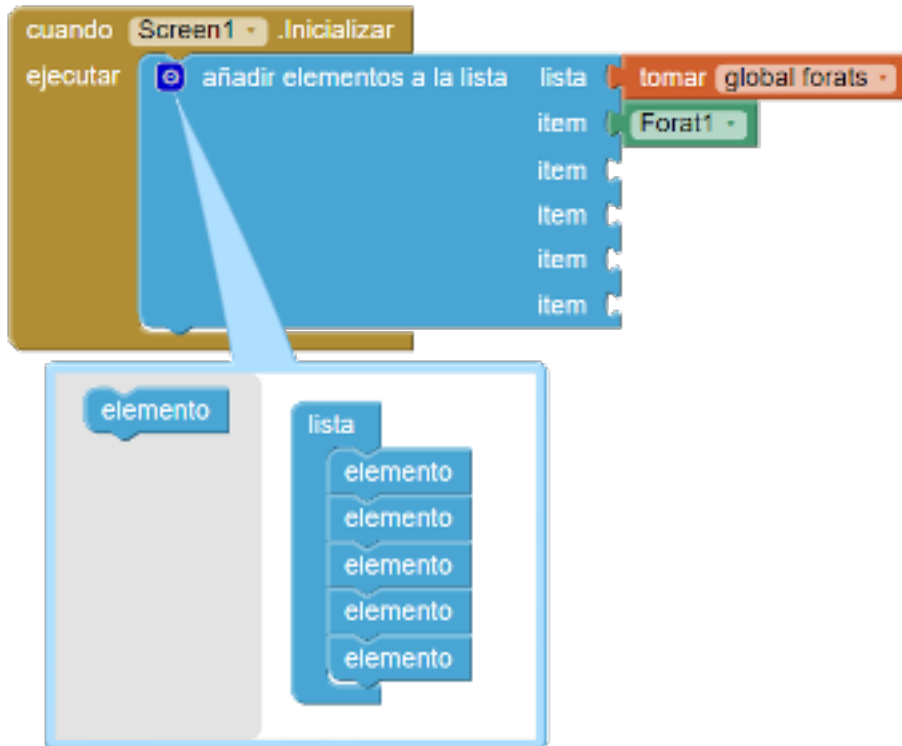 cuando Screen1 .Inicializar
ejecutar añadir elementos a la lista lista tomar global forats
item Forat1
item
item
item
item
elemento
lista
elemento
elemento
elemento
elemento
elemento